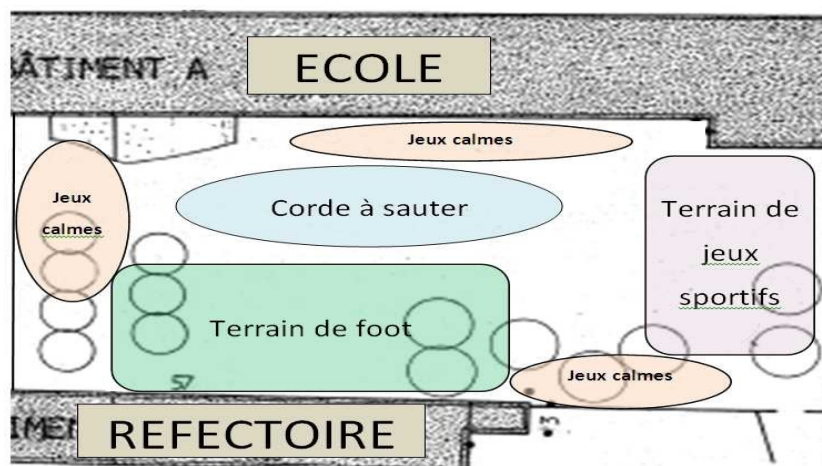 BÂTIMENT A
ECOLE
Jeux calmes
Jeux
calmes
Corde à sauter
Terrain de
jeux
sportifs
Terrain de foot
Jeux calmes
REFECTOIRE